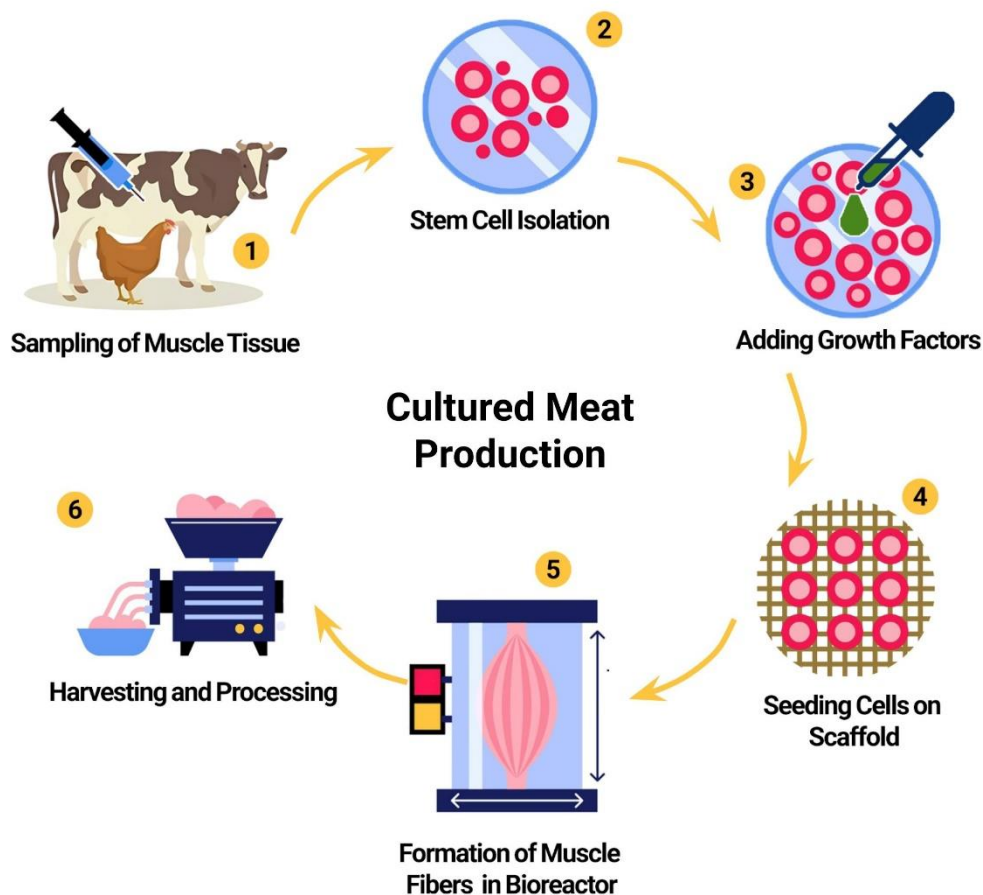 Cultured Meat
Production
1
Sampling of Muscle Tissue
2
Stem Cell Isolation
3
Adding Growth Factors
4
Seeding Cells on
Scaffold
5
Formation of Muscle
Fibers in Bioreactor
6
Harvesting and Processing